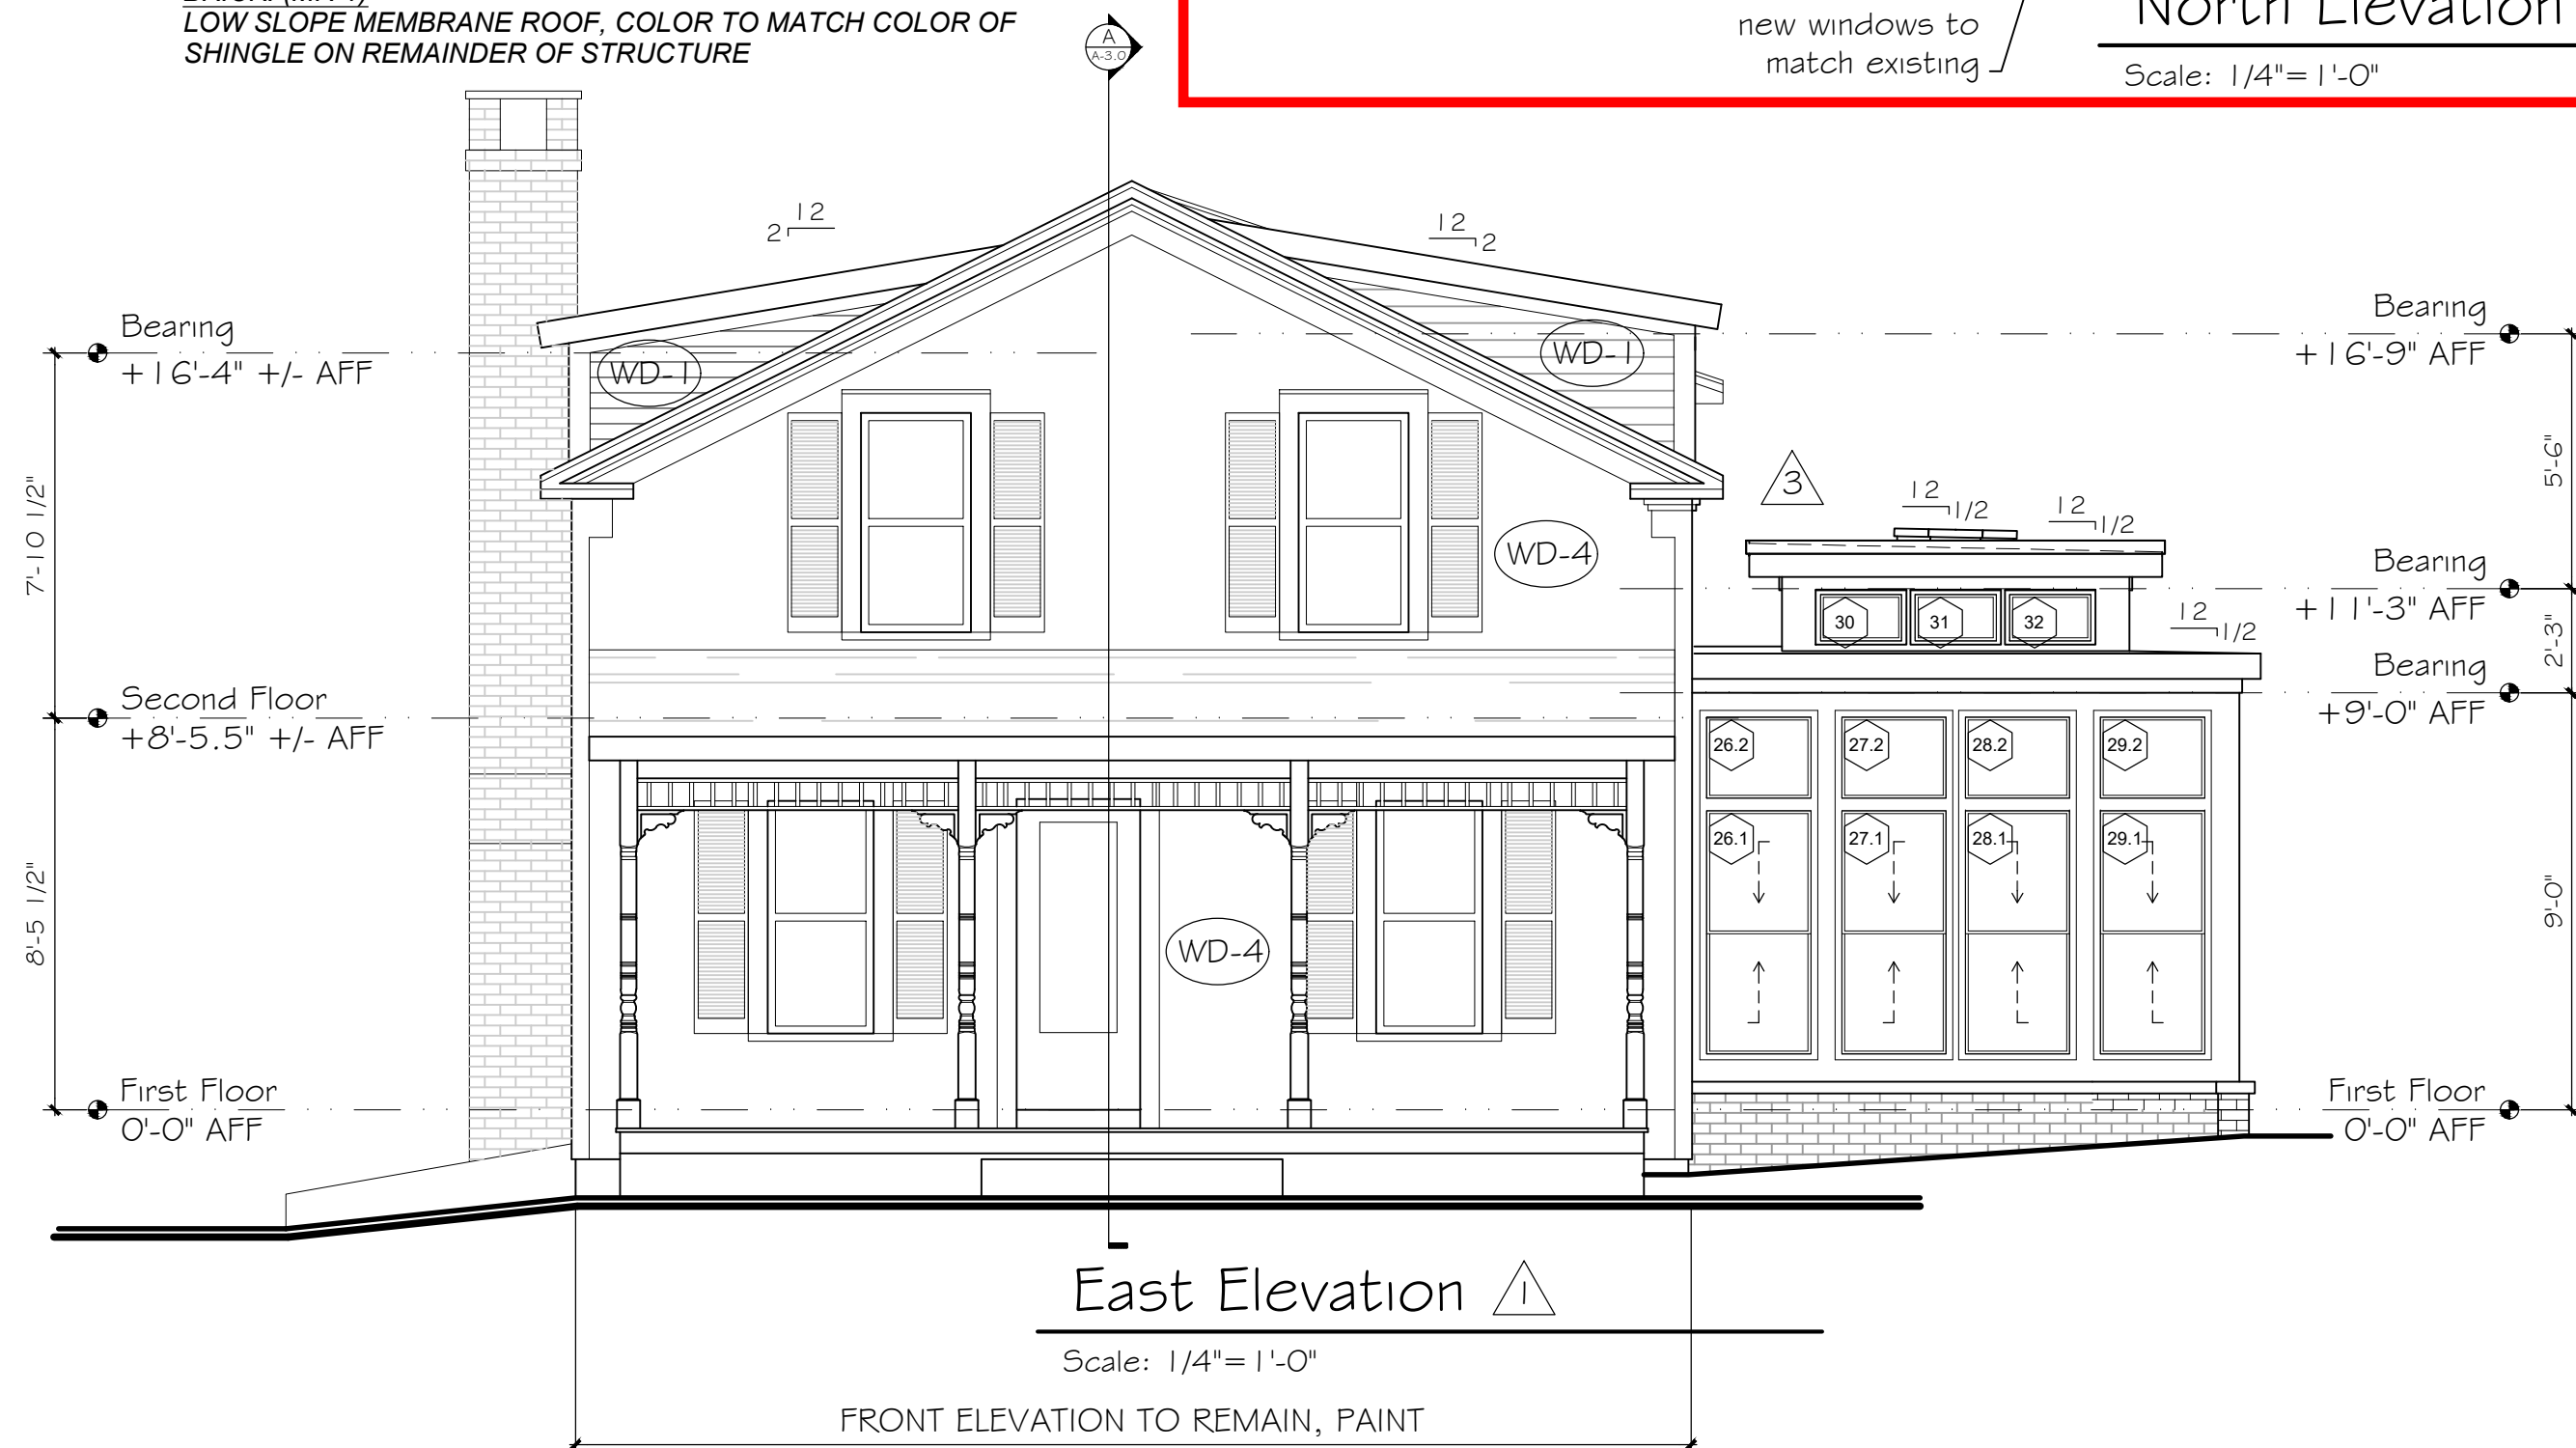 LOW SLOPE MEMBRANE ROOF, COLOR TO MATCH COLOR OF
SHINGLE ON REMAINDER OF STRUCTURE
A
A-3.0
new windows to
match existing
North Elevation
Scale: 1/4"=1'-0"
12
2
12
2
Bearing
+16'-4" +/- AFF
WD-1
WD-1
Bearing
+16'-9" AFF
7'-10 1/2"
5'-6"
3
12
1/2
12
1/2
WD-4
Bearing
+11'-3" AFF
30
31
32
12
1/2
2'-3"
Bearing
+9'-0" AFF
Second Floor
+8'-5.5" +/- AFF
26.2
27.2
28.2
29.2
26.1
27.1
28.1
29.1
8'-5 1/2"
9'-0"
WD-4
First Floor
0'-0" AFF
First Floor
0'-0" AFF
East Elevation
1
Scale: 1/4"=1'-0"
FRONT ELEVATION TO REMAIN, PAINT